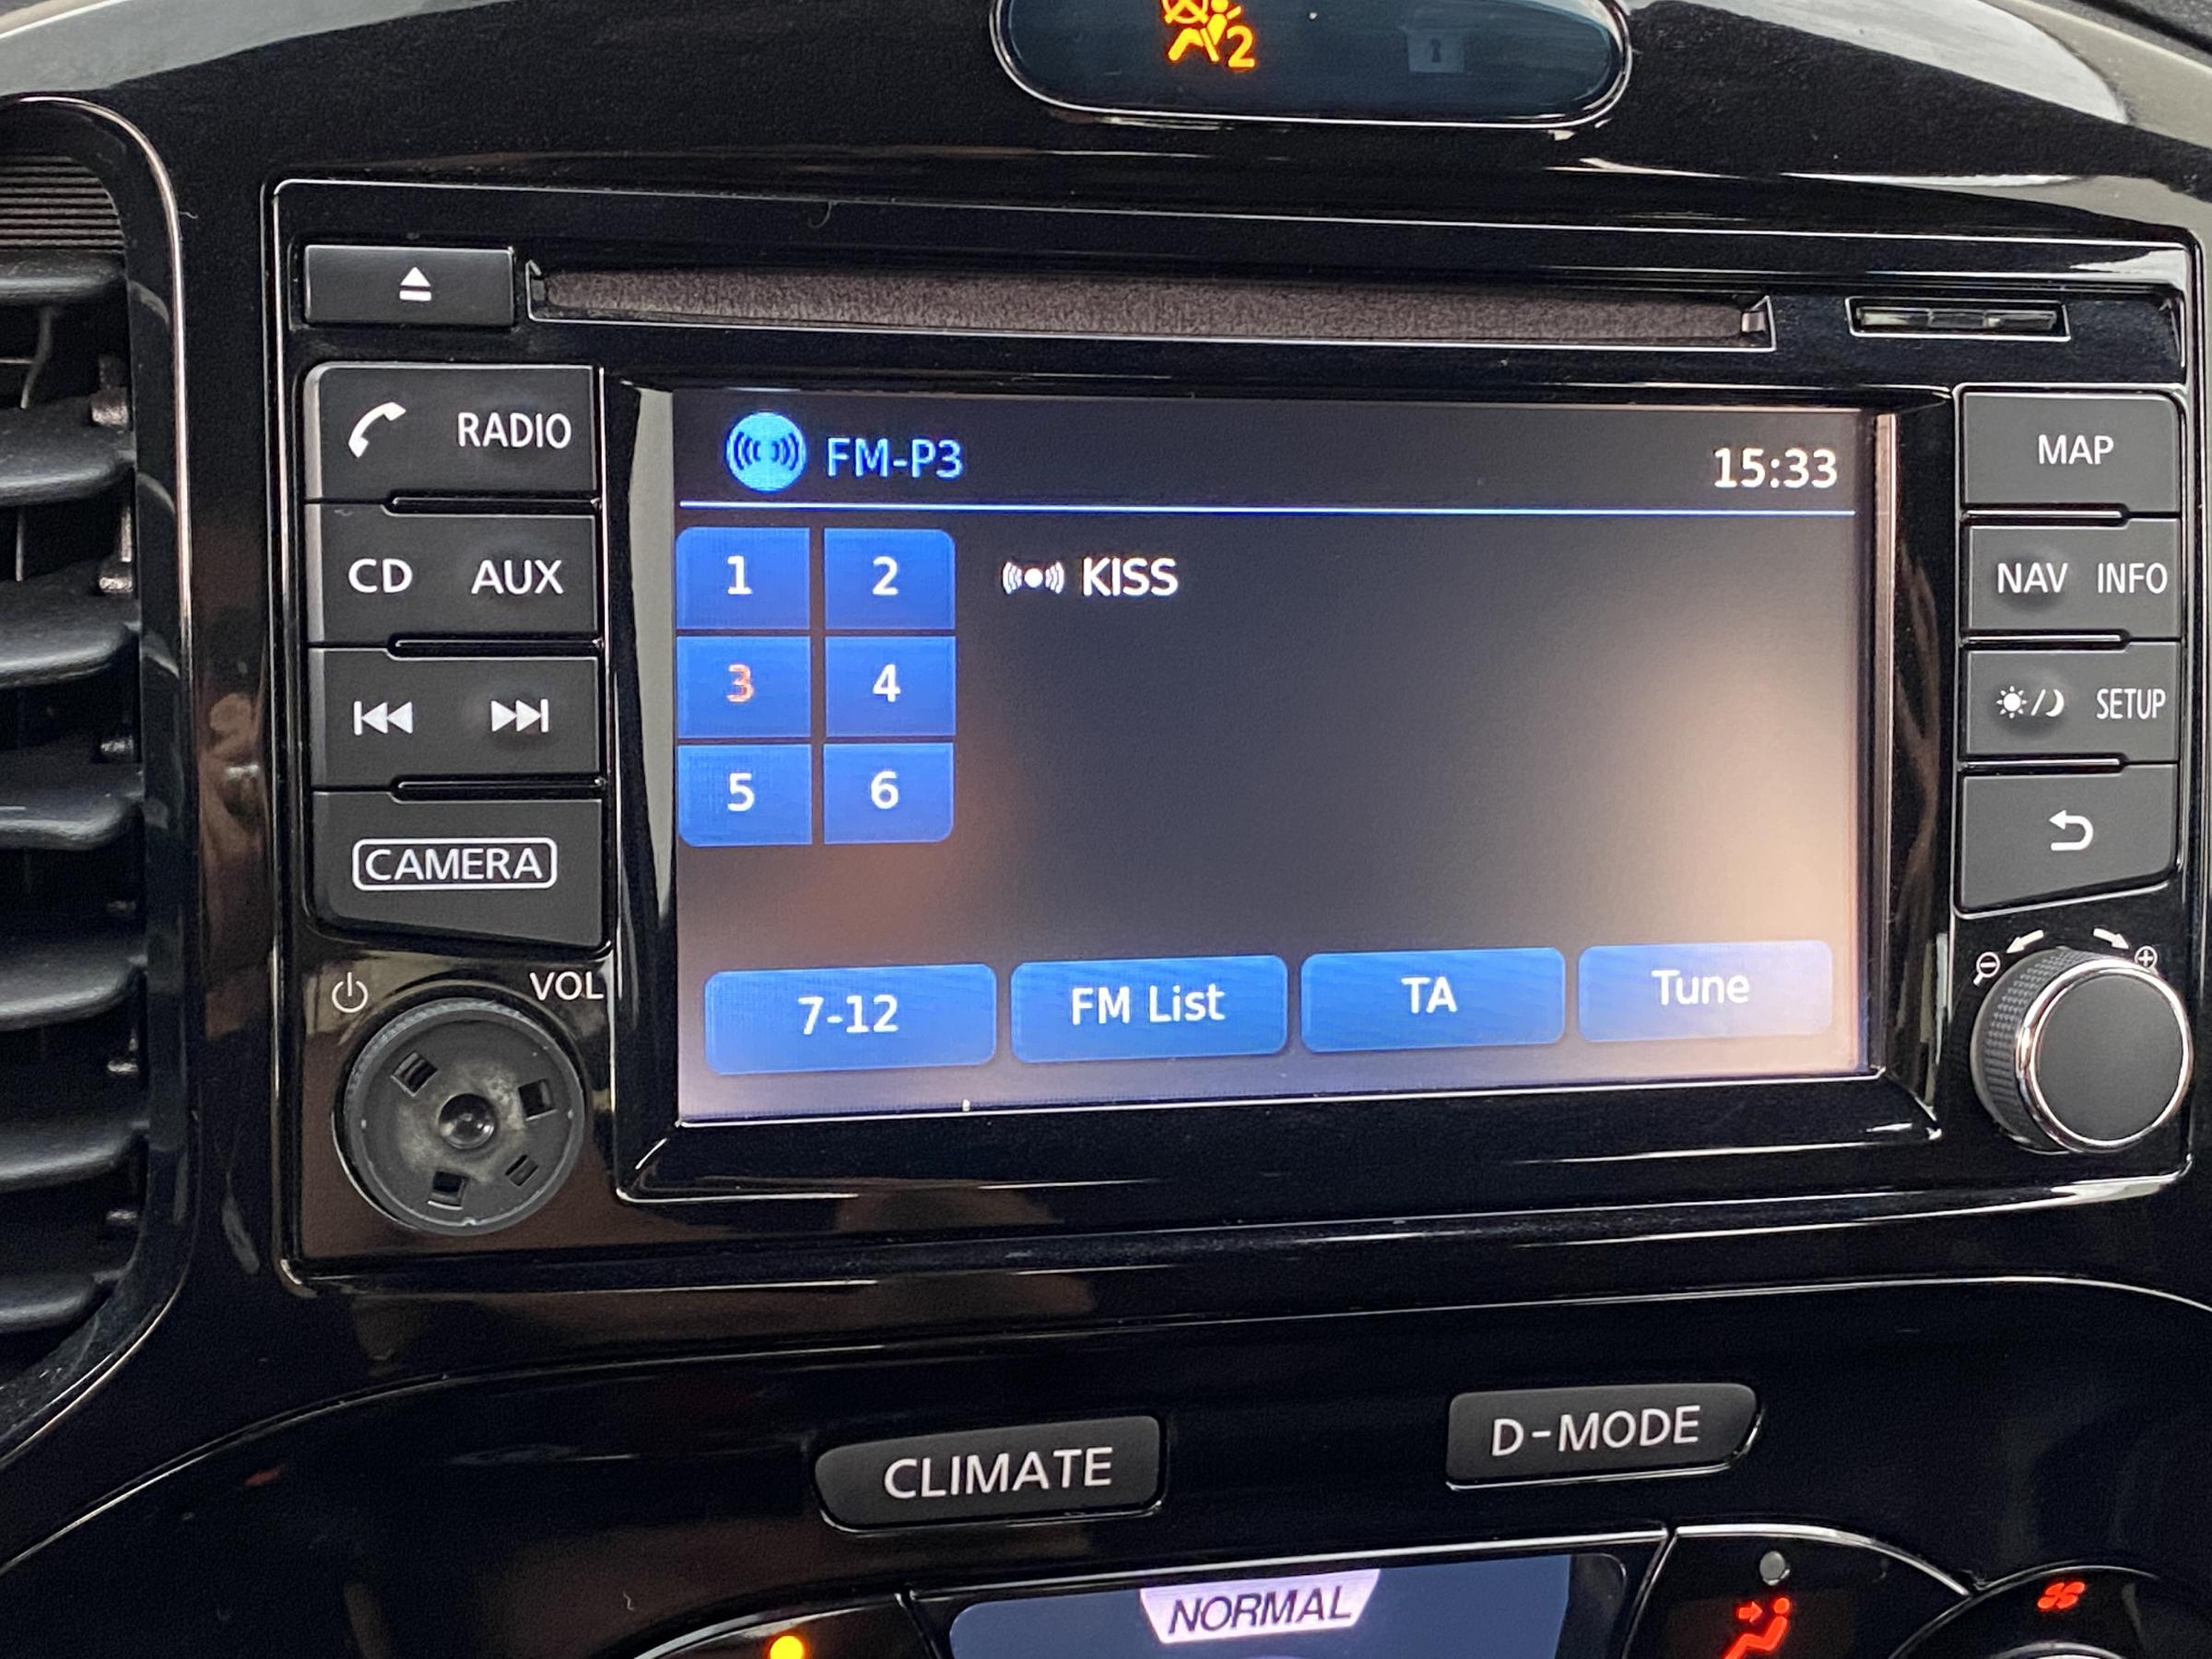 2
RADIO
FM-P3
15:33
MAP
1 2
KISS
CD AUX
NAV INFO
3 4
SETUP
5 6
CAMERA
VOL
7-12
FM List
TA
Tune
CLIMATE
D-MODE
NORMAL